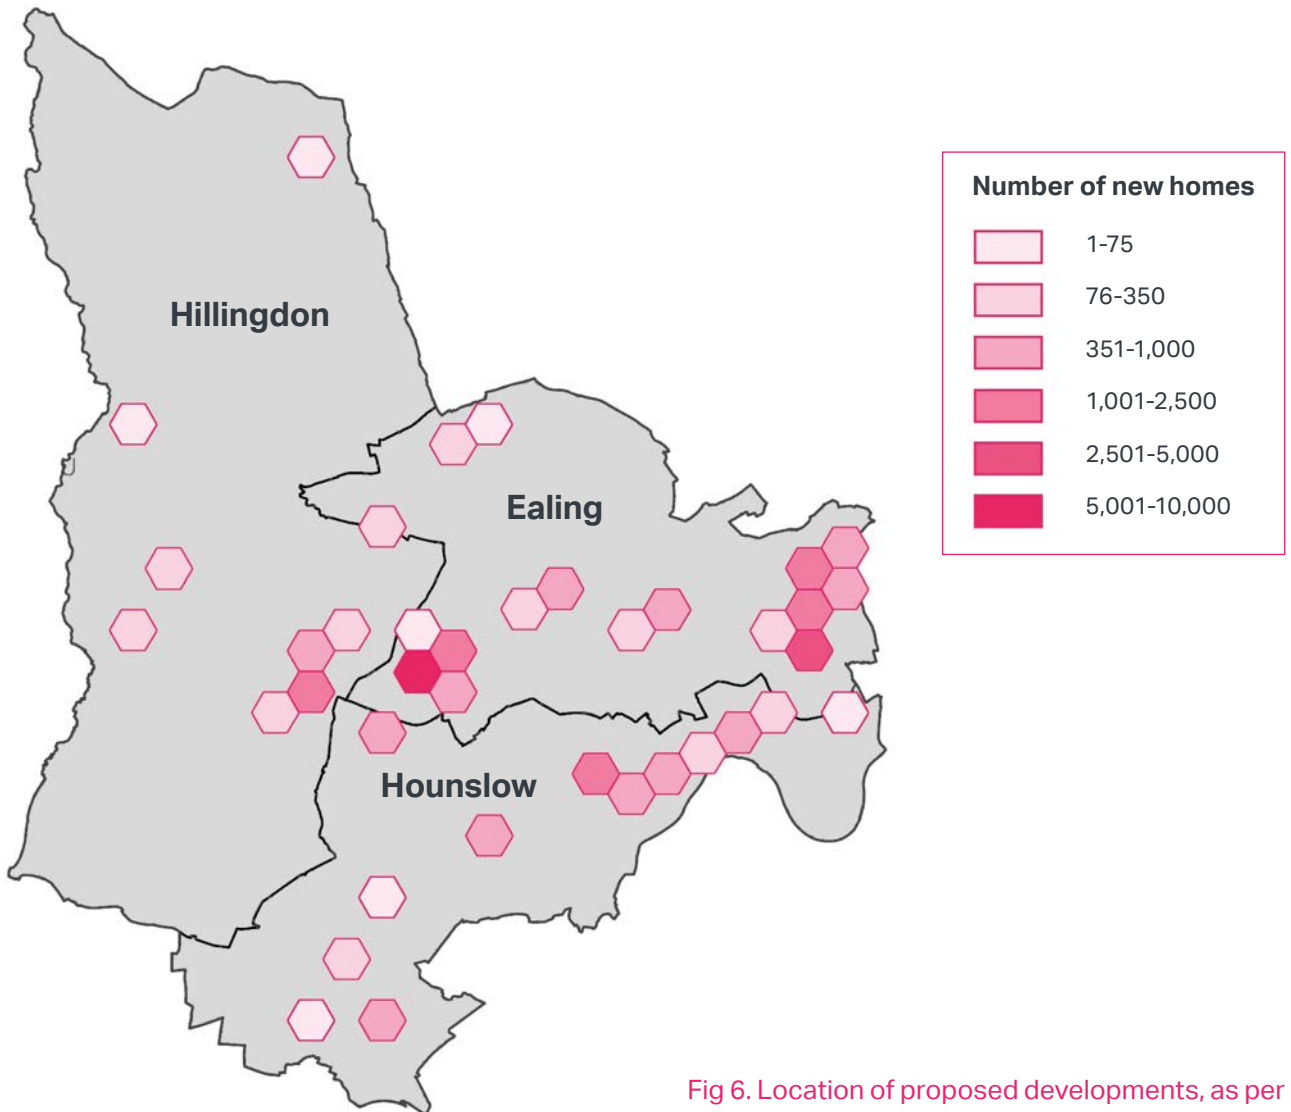 Number of new homes
1-75
76-350
351-1,000
1,001-2,500
2,501-5,000
5,001-10,000
Hillingdon
Ealing
Hounslow
Fig 6. Location of proposed developments, as per